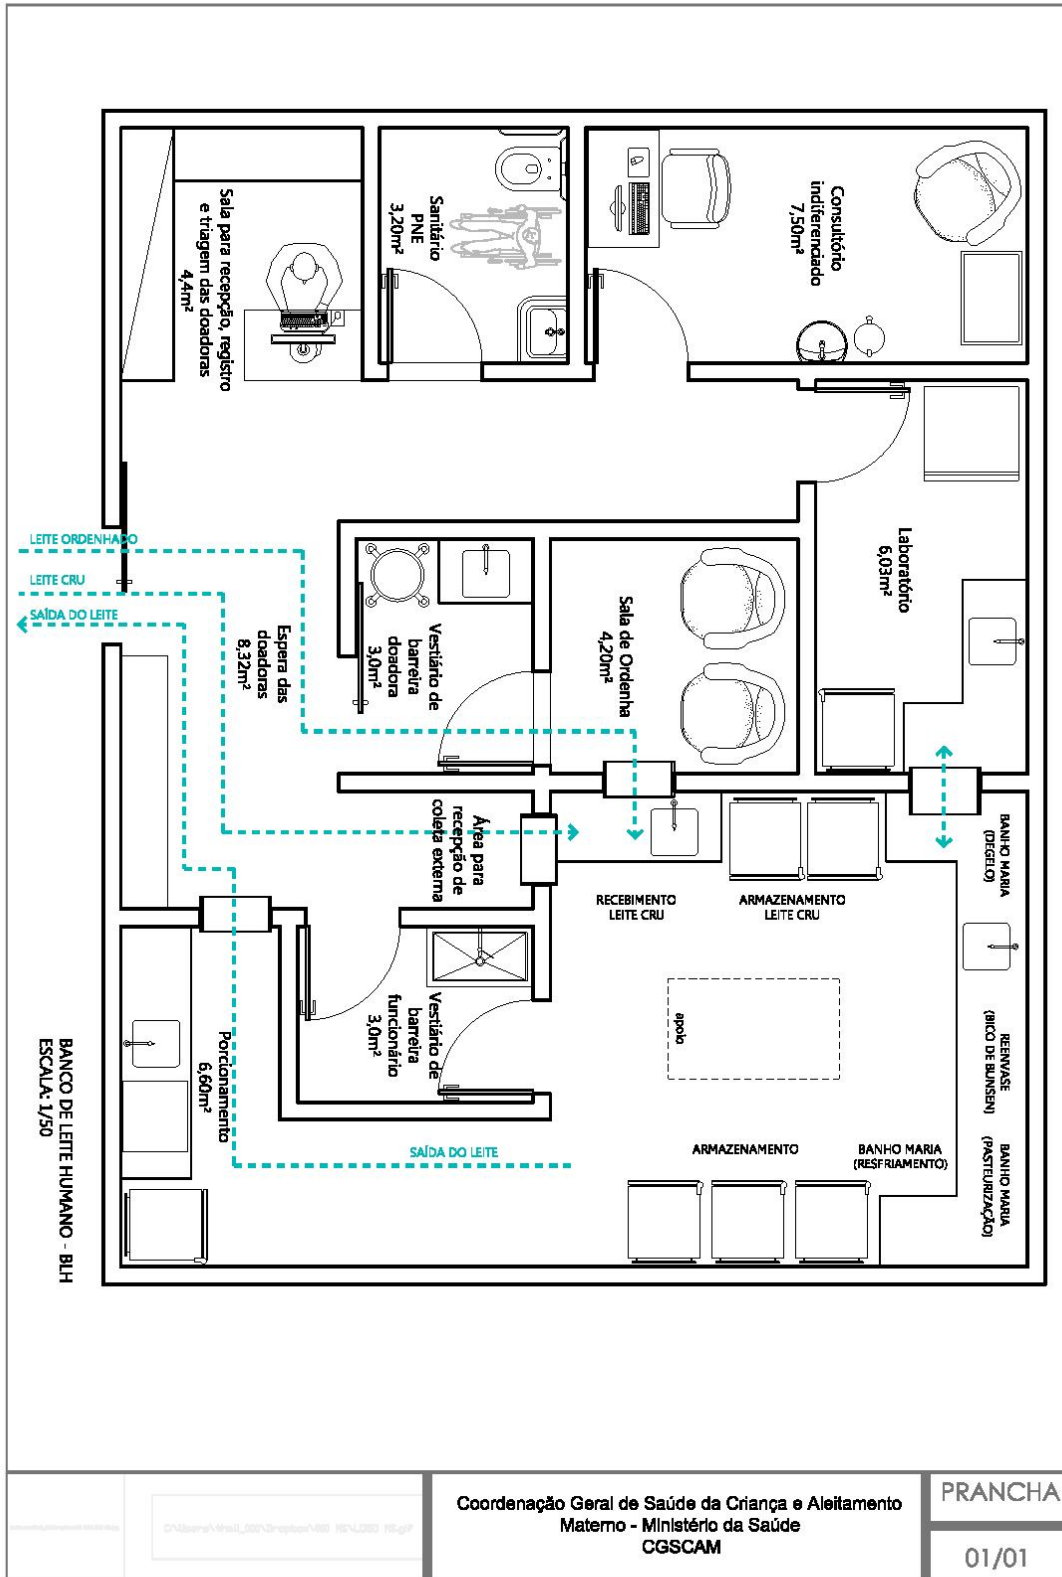 Sala para recepção, registro
e triagem das doadoras
4,4m²
Sanitário
PNE
3,20m²
Consultório
indiferenciado
7,50m²
Laboratório
6,03m²
LEITE ORDENHADO
LEITE CRU
SAÍDA DO LEITE
Espera das
doadoras
8,32m²
Vestiário de
barreira
doadora
3,0m²
Sala de Ordenha
4,20m²
Área para
recepção de
coleta externa
RECEBIMENTO
LEITE CRU
ARMAZENAMENTO
LEITE CRU
BANHO MARIA
(DEGELO)
Vestiário de
barreira
funcionário
3,0m²
apoio
REENVASE
(BICO DE BUNSEN)
Porcionamento
6,60m²
SAÍDA DO LEITE
ARMAZENAMENTO
BANHO MARIA
(RESFRIAMENTO)
BANHO MARIA
(PASTEURIZAÇÃO)
BANCO DE LEITE HUMANO - BLH
ESCALA: 1/50
Coordenação Geral de Saúde da Criança e Aleitamento
Materno - Ministério da Saúde
CGSCAM
PRANCHA
01/01